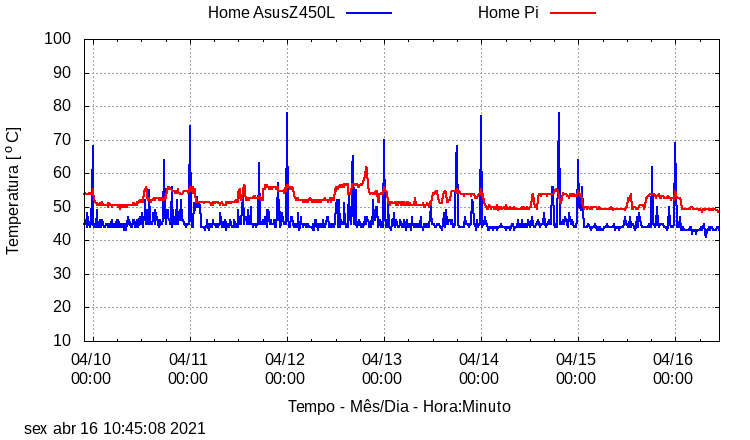 Home AsusZ450L Home Pi
100
90
80
70
60
50
40
30
20
10
Temperatura [ º C]
04/10 04/11 04/12 04/13 04/14 04/15 04/16
00:00 00:00 00:00 00:00 00:00 00:00 00:00
Tempo - Mês/Dia - Hora:Minuto
sex abr 16 10:45:08 2021